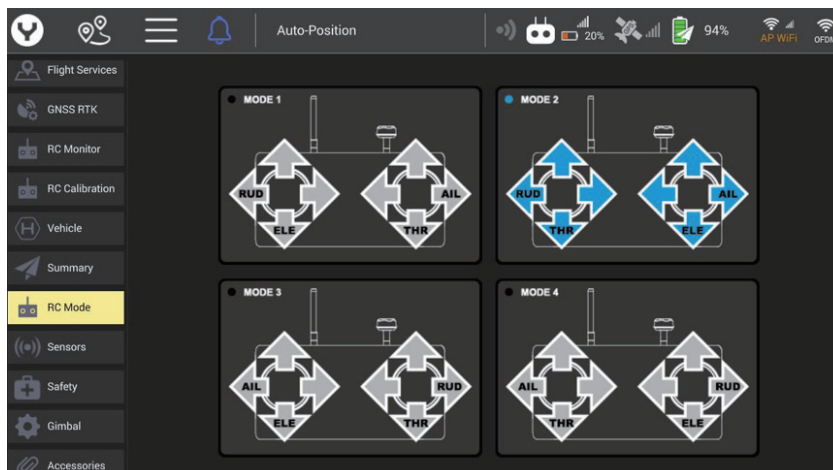 Auto-Position
20%
94%
AP WiFi
OFDM
Flight Services
GNSS RTK
RC Monitor
RC Calibration
Vehicle
Summary
RC Mode
Sensors
Safety
Gimbal
Accessories
MODE 1
RUD
AIL
ELE
THR
MODE 2
RUD
AIL
THR
ELE
MODE 3
AIL
RUD
ELE
THR
MODE 4
AIL
RUD
THR
ELE